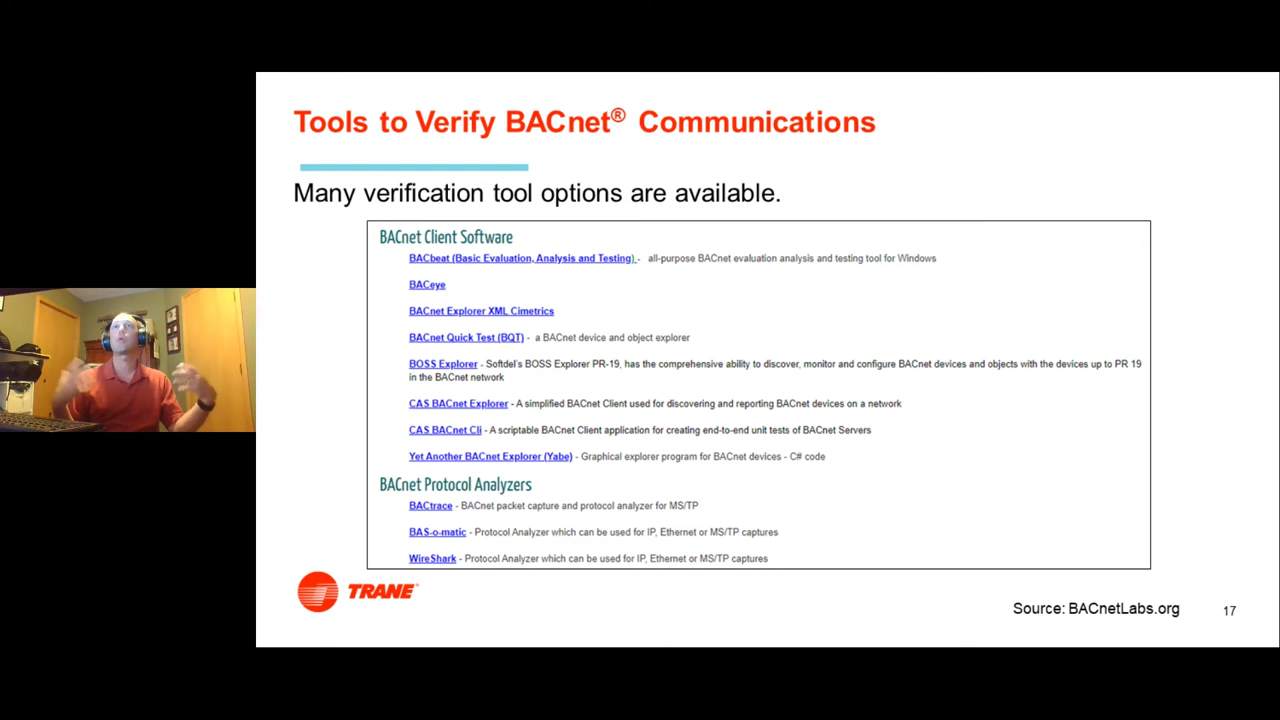 Tools to Verify BACnet® Communications
Many verification tool options are available.
BACnet Client Software
BACbeat (Basic Evaluation, Analysis and Testing) - all-purpose BACnet evaluation analysis and testing tool for Windows
BACeye
BACnet Explorer XML Cimetrics
BACnet Quick Test (BQT) - a BACnet device and object explorer
BOSS Explorer - Softdel's BOSS Explorer PR-19, has the comprehensive ability to discover, monitor and configure BACnet devices and objects with the devices up to PR 19
in the BACnet network
CAS BACnet Explorer - A simplified BACnet Client used for discovering and reporting BACnet devices on a network
CAS BACnet Cli - A scriptable BACnet Client application for creating end-to-end unit tests of BACnet Servers
Yet Another BACnet Explorer (Yabe) - Graphical explorer program for BACnet devices - C# code
BACnet Protocol Analyzers
BACtrace - BACnet packet capture and protocol analyzer for MS/TP
BAS-o-matic - Protocol Analyzer which can be used for IP, Ethernet or MS/TP captures
WireShark - Protocol Analyzer which can be used for IP, Ethernet or MS/TP captures
TRANE®
Source: BACnetLabs.org
17